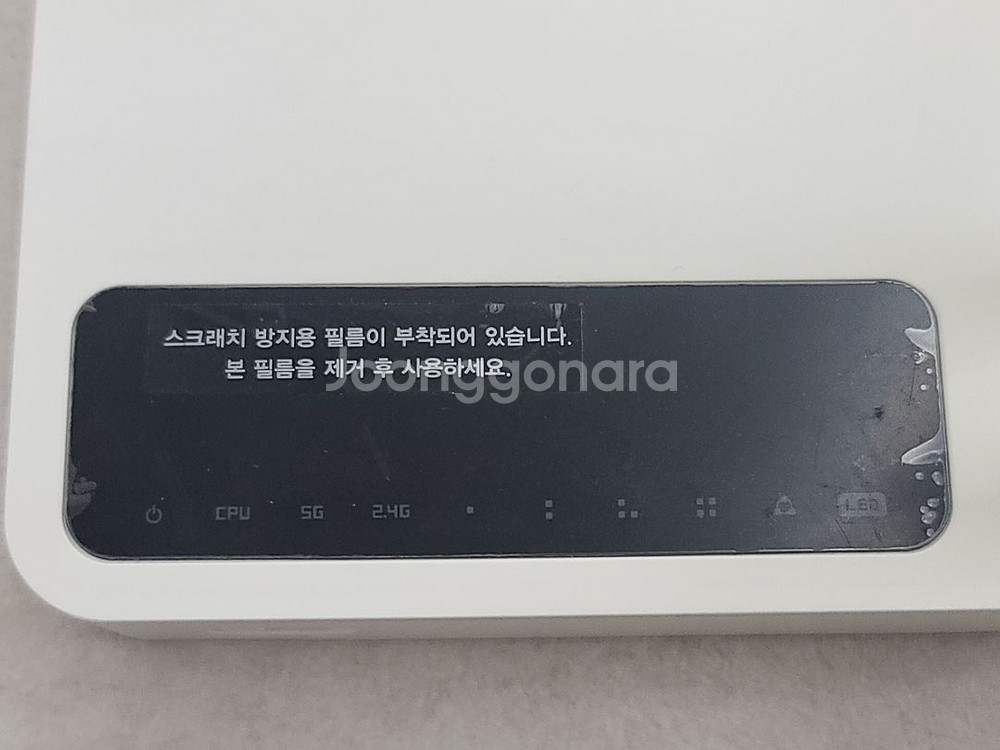 스크래치 방지용 필름이 부착되어 있습니다.
본 필름을 제거 후 사용하세요.
Joonggonara
CPU 5G 2.4G LED